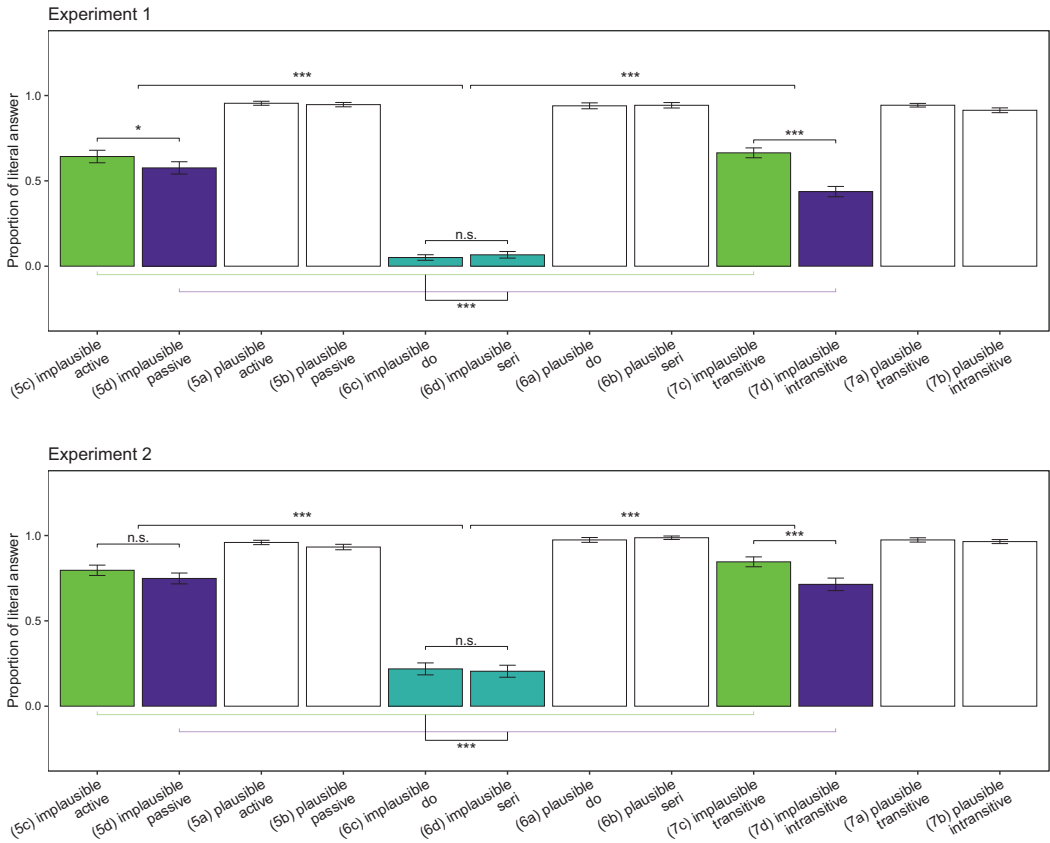 Experiment 1
Proportion of literal answer
1.0
0.5
0.0
***
***
*
***
n.s.
***
(5c) implausible
active
(5d) implausible
passive
(5a) plausible
active
(5b) plausible
passive
(6c) implausible
do
(6d) implausible
seri
(6a) plausible
do
(6b) plausible
seri
(7c) implausible
transitive
(7d) implausible
intransitive
(7a) plausible
transitive
(7b) plausible
intransitive
Experiment 2
Proportion of literal answer
1.0
0.5
0.0
***
***
n.s.
***
n.s.
***
(5c) implausible
active
(5d) implausible
passive
(5a) plausible
active
(5b) plausible
passive
(6c) implausible
do
(6d) implausible
seri
(6a) plausible
do
(6b) plausible
seri
(7c) implausible
transitive
(7d) implausible
intransitive
(7a) plausible
transitive
(7b) plausible
intransitive